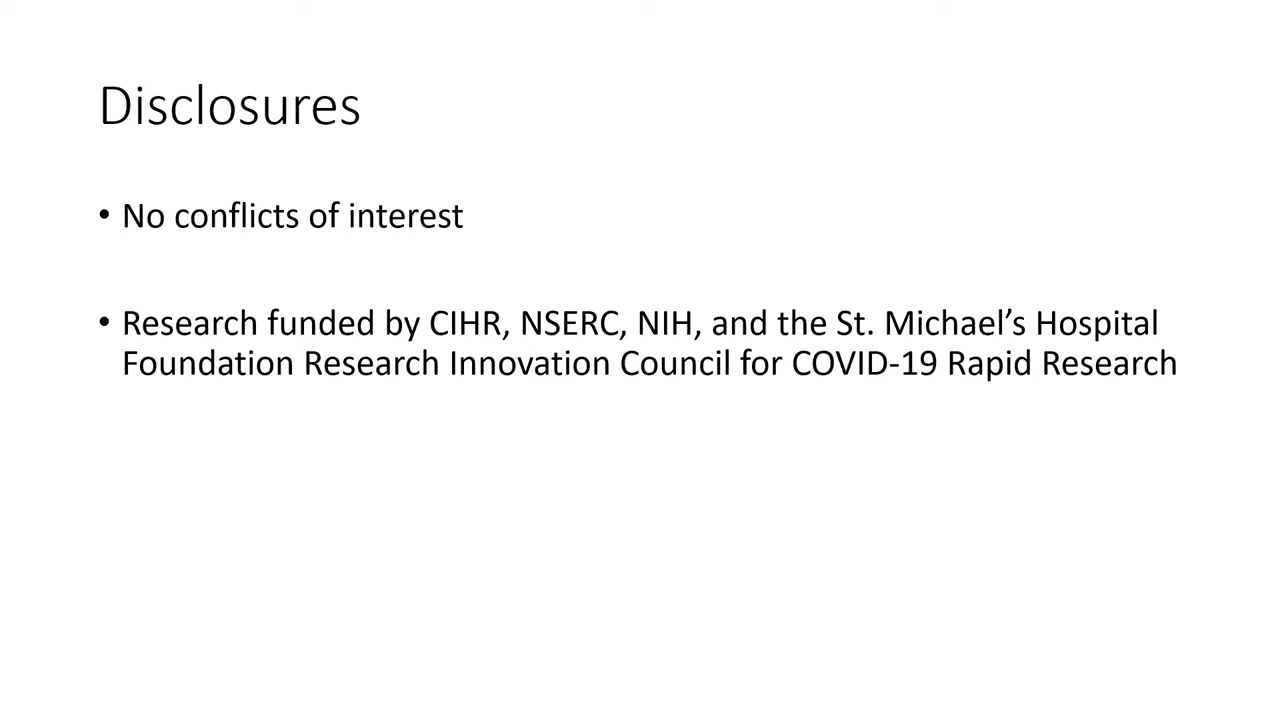 Disclosures
• No conflicts of interest
• Research funded by CIHR, NSERC, NIH, and the St. Michael’s Hospital
Foundation Research Innovation Council for COVID-19 Rapid Research